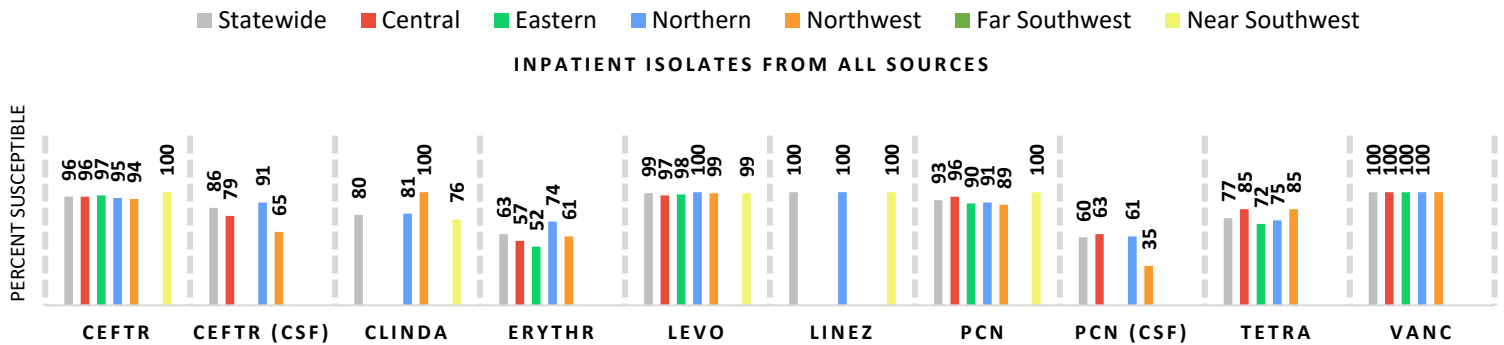 Statewide Central Eastern Northern Northwest Far Southwest Near Southwest
INPATIENT ISOLATES FROM ALL SOURCES
PERCENT SUSCEPTIBLE
96 96 97 95 94 100
86 79 91 65
80 81 100 76
63 57 52 74 61
99 97 98 100 99 99
100 100 100
93 96 90 91 89 100
60 63 61 35
77 85 72 75 85
100 100 100 100
CEFTR CEFTR (CSF) CLINDA ERYTHR LEVO LINEZ PCN PCN (CSF) TETRA VANC